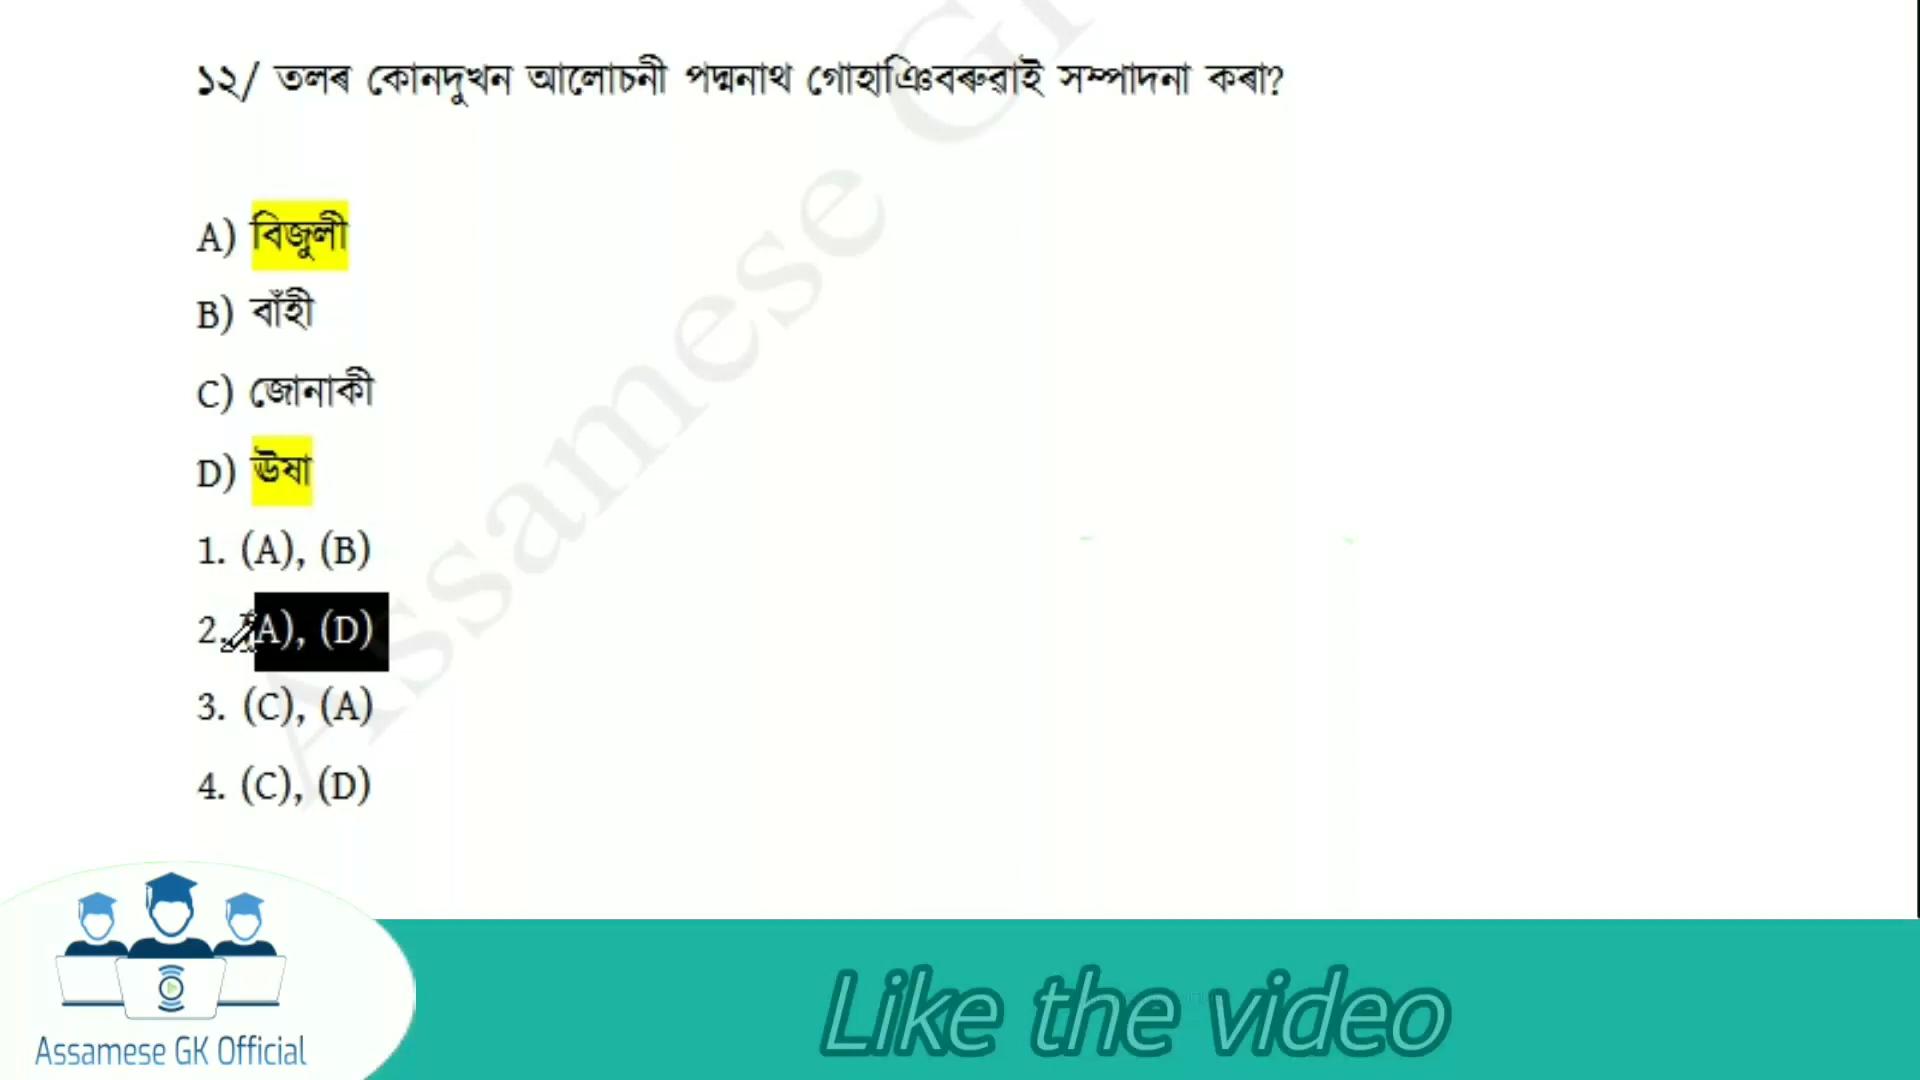 ১২/ তলৰ কোনদুখন আলোচনী পদ্মনাথ গোহাঞিবৰুৱাই সম্পাদনা কৰা?
A) বিজুলী
B) বাঁহী
C) জোনাকী
D) ঊষা
1. (A), (B)
2. (A), (D)
3. (C), (A)
4. (C), (D)
Assamese G
Assamese GK Official
Like the video